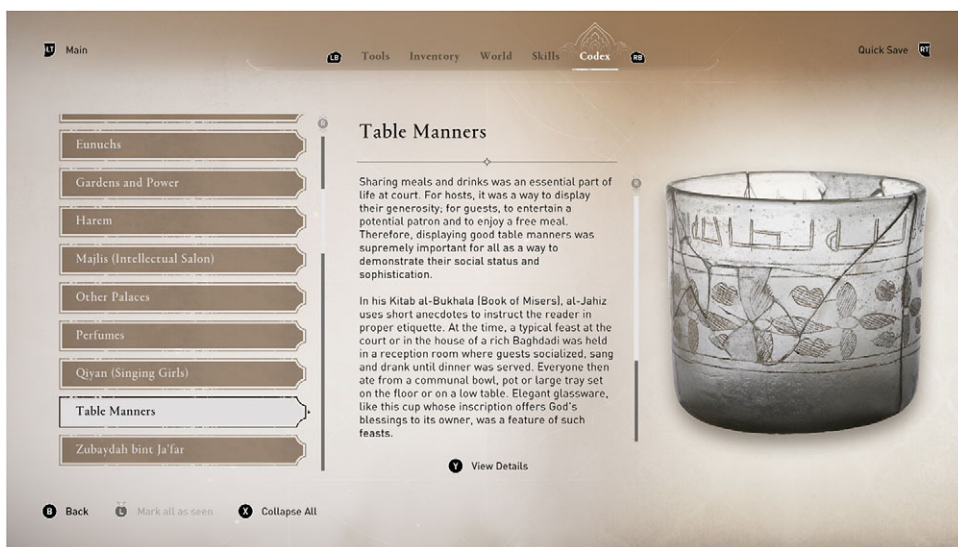 LT Main
LB Tools Inventory World Skills Codex RB
Quick Save RT
Eunuchs
Gardens and Power
Harem
Majlis (Intellectual Salon)
Other Palaces
Perfumes
Qiyan (Singing Girls)
Table Manners
Zubaydah bint Ja'far
R
Table Manners
Sharing meals and drinks was an essential part of
life at court. For hosts, it was a way to display
their generosity; for guests, to entertain a
potential patron and to enjoy a free meal.
Therefore, displaying good table manners was
supremely important for all as a way to
demonstrate their social status and
sophistication.
In his Kitab al-Bukhala (Book of Misers), al-Jahiz
uses short anecdotes to instruct the reader in
proper etiquette. At the time, a typical feast at the
court or in the house of a rich Baghdadi was held
in a reception room where guests socialized, sang
and drank until dinner was served. Everyone then
ate from a communal bowl, pot or large tray set
on the floor or on a low table. Elegant glassware,
like this cup whose inscription offers God's
blessings to its owner, was a feature of such
feasts.
Y View Details
B Back L Mark all as seen X Collapse All